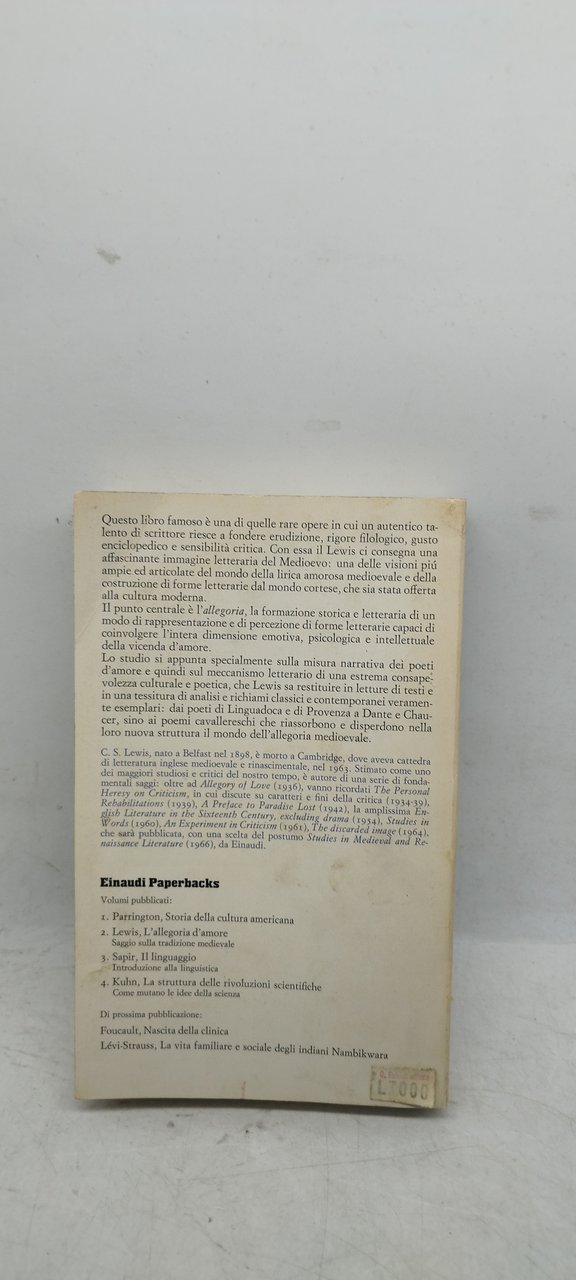 Questo libro famoso è una di quelle rare opere in cui un autentico ta-
lento di scrittore riesce a fondere erudizione, rigore filologico, gusto
enciclopedico e sensibilità critica. Con essa il Lewis ci consegna una
affascinante immagine letteraria del Medioevo: una delle visioni piú
ampie ed articolate del mondo della lirica amorosa medioevale e della
costruzione di forme letterarie dal mondo cortese, che sia stata offerta
alla cultura moderna.
Il punto centrale è l'allegoria, la formazione storica e letteraria di un
modo di rappresentazione e di percezione di forme letterarie capaci di
coinvolgere l'intera dimensione emotiva, psicologica e intellettuale
della vicenda d'amore.
Lo studio si appunta specialmente sulla misura narrativa dei poeti
d'amore e quindi sul meccanismo letterario di una estrema consape-
volezza culturale e poetica, che Lewis sa restituire in letture di testi e
in una tessitura di analisi e richiami classici e contemporanei veramen-
te esemplari: dai poeti di Linguadoca e di Provenza a Dante e Chau-
cer, sino ai poemi cavallereschi che riassorbono e disperdono nella
loro nuova struttura il mondo dell'allegoria medioevale.
C. S. Lewis, nato a Belfast nel 1898, è morto a Cambridge, dove aveva cattedra
di letteratura inglese medioevale e rinascimentale, nel 1963. Stimato come uno
dei maggiori studiosi e critici del nostro tempo, è autore di una serie di fonda-
mentali saggi: oltre ad Allegory of Love (1936), vanno ricordati The Personal
Heresy on Criticism, in cui discute su caratteri e fini della critica (1934-39),
Rehabilitations (1939), A Preface to Paradise Lost (1942), la amplissima En-
glish Literature in the Sixteenth Century, excluding drama (1954), Studies in
Words (1960), An Experiment in Criticism (1961), The discarded image (1964),
che sarà pubblicata, con una scelta del postumo Studies in Medieval and Re-
naissance Literature (1966), da Einaudi.
Einaudi Paperbacks
Volumi pubblicati:
1. Parrington, Storia della cultura americana
2. Lewis, L'allegoria d'amore
Saggio sulla tradizione medievale
3. Sapir, Il linguaggio
Introduzione alla linguistica
4. Kuhn, La struttura delle rivoluzioni scientifiche
Come mutano le idee della scienza
Di prossima pubblicazione:
Foucault, Nascita della clinica
Lévi-Strauss, La vita familiare e sociale degli indiani Nambikwara